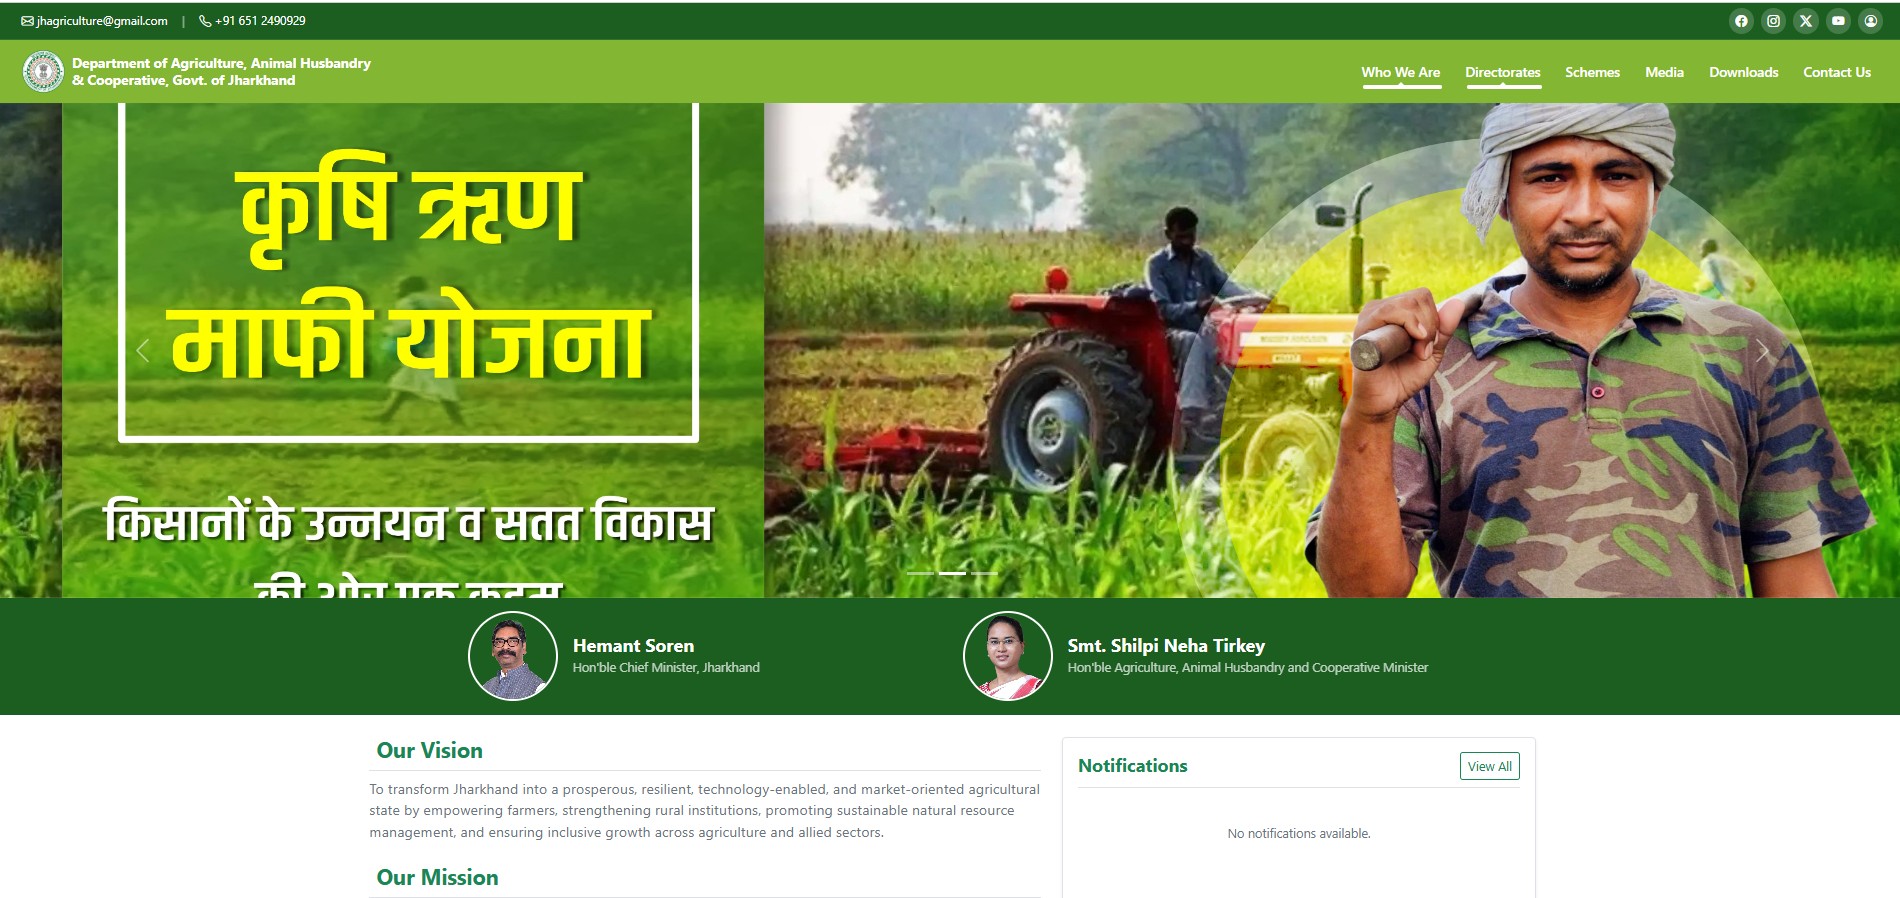 jhagriculture@gmail.com | +91 651 2490929
Department of Agriculture, Animal Husbandry
& Cooperative, Govt. of Jharkhand
Who We Are Directorates Schemes Media Downloads Contact Us
कृषि ऋण
माफी योजना
किसानों के उन्नयन व सतत विकास
की ओर एक कदम
Hemant Soren
Hon'ble Chief Minister, Jharkhand
Smt. Shilpi Neha Tirkey
Hon'ble Agriculture, Animal Husbandry and Cooperative Minister
Our Vision
To transform Jharkhand into a prosperous, resilient, technology-enabled, and market-oriented agricultural
state by empowering farmers, strengthening rural institutions, promoting sustainable natural resource
management, and ensuring inclusive growth across agriculture and allied sectors.
Our Mission
Notifications
View All
No notifications available.